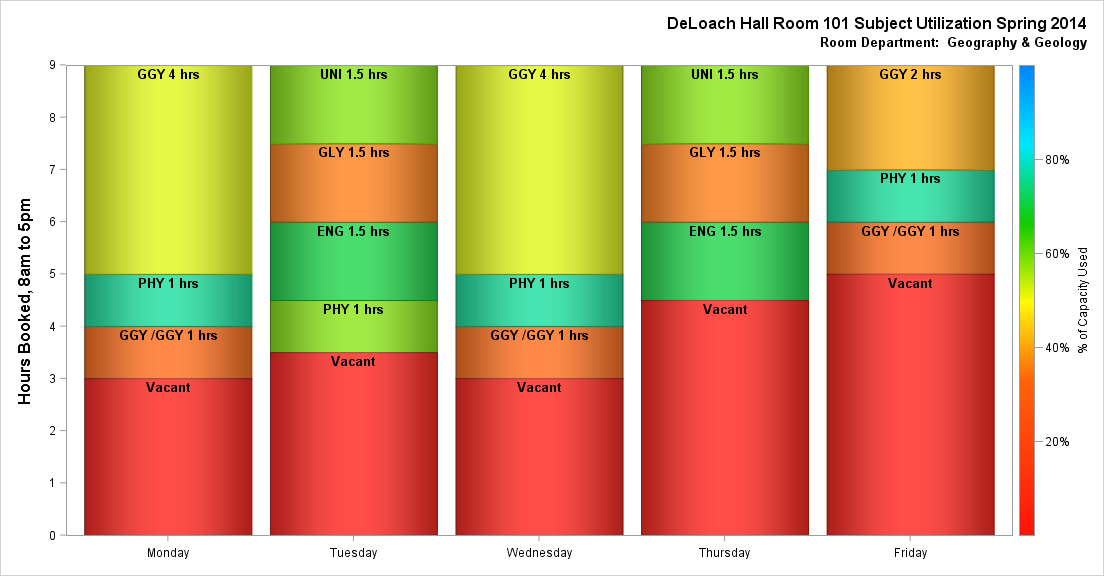 DeLoach Hall Room 101 Subject Utilization Spring 2014
Room Department: Geography & Geology
Hours Booked, 8am to 5pm
9
8
7
6
5
4
3
2
1
0
GGY 4 hrs
PHY 1 hrs
GGY /GGY 1 hrs
Vacant
UNI 1.5 hrs
GLY 1.5 hrs
ENG 1.5 hrs
PHY 1 hrs
Vacant
GGY 4 hrs
PHY 1 hrs
GGY /GGY 1 hrs
Vacant
UNI 1.5 hrs
GLY 1.5 hrs
ENG 1.5 hrs
Vacant
GGY 2 hrs
PHY 1 hrs
GGY /GGY 1 hrs
Vacant
Monday
Tuesday
Wednesday
Thursday
Friday
80%
60%
40%
20%
% of Capacity Used